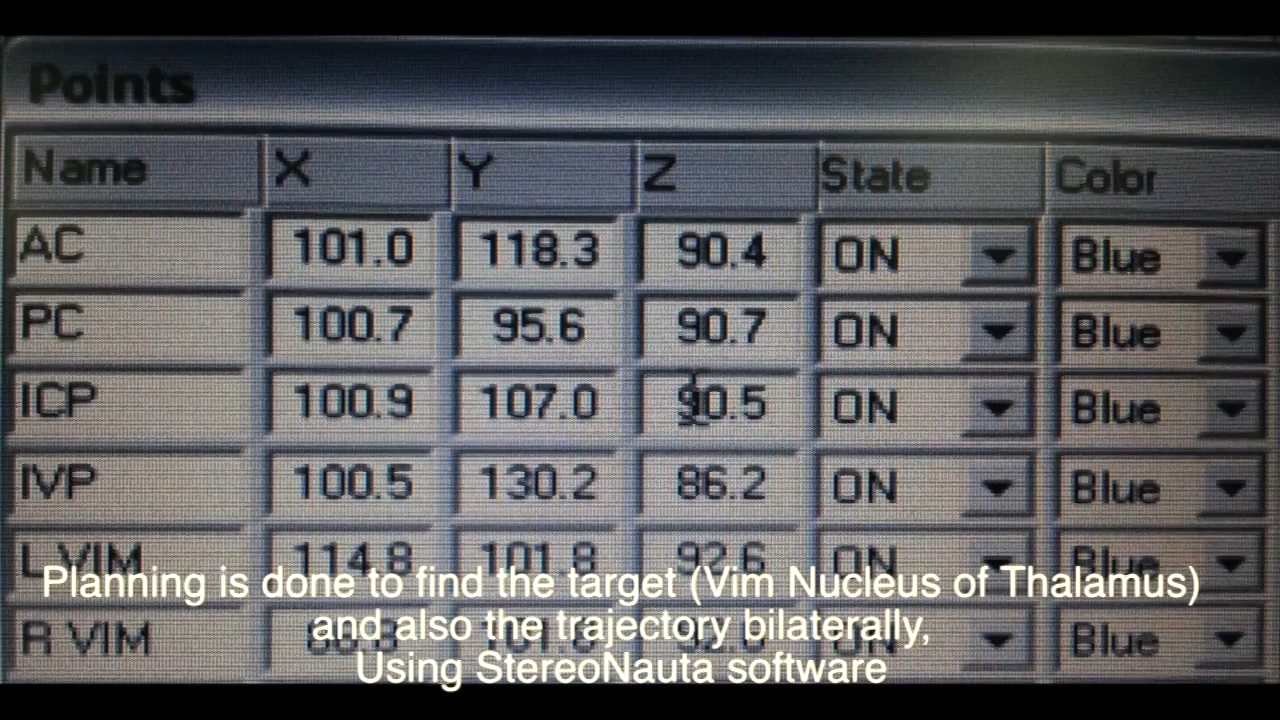 Points
Name X Y Z State Color
AC 101.0 118.3 90.4 ON Blue
PC 100.7 95.6 90.7 ON Blue
ICP 100.9 107.0 90.5 ON Blue
IVP 100.5 130.2 86.2 ON Blue
L VIM 114.8 101.8 92.6 ON Blue
R VIM ON Blue
Planning is done to find the target (Vim Nucleus of Thalamus)
and also the trajectory bilaterally,
Using StereoNauta software